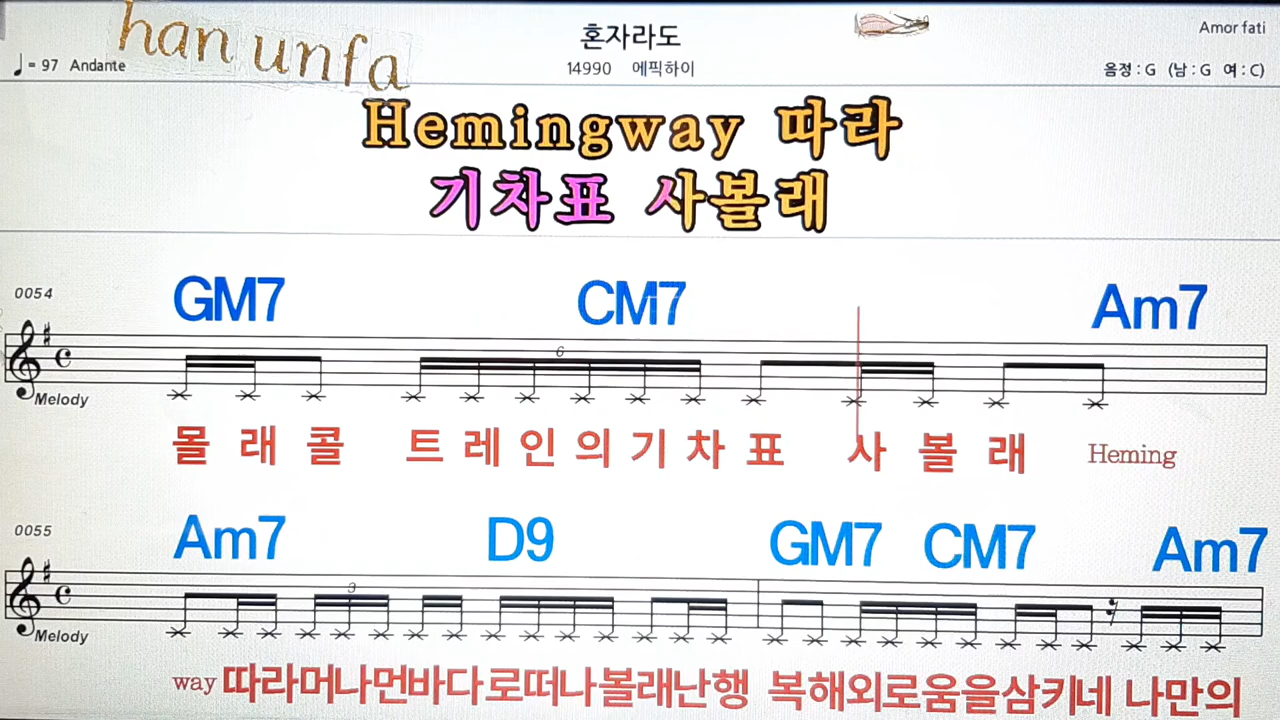 han unfa
혼자라도
Amor fati
♩= 97 Andante
14990 에픽하이
음정 : G (남 : G 여 : C)
Hemingway 따라
기차표 사볼래
0054
GM7 CM7 Am7
6
Melody
몰 래 콜 트 레 인 의 기 차 표 사 볼 래 Heming
0055
Am7 D9 GM7 CM7 Am7
3
Melody
way 따라머나먼바다로떠나볼래난행 복해외로움을삼키네 나만의